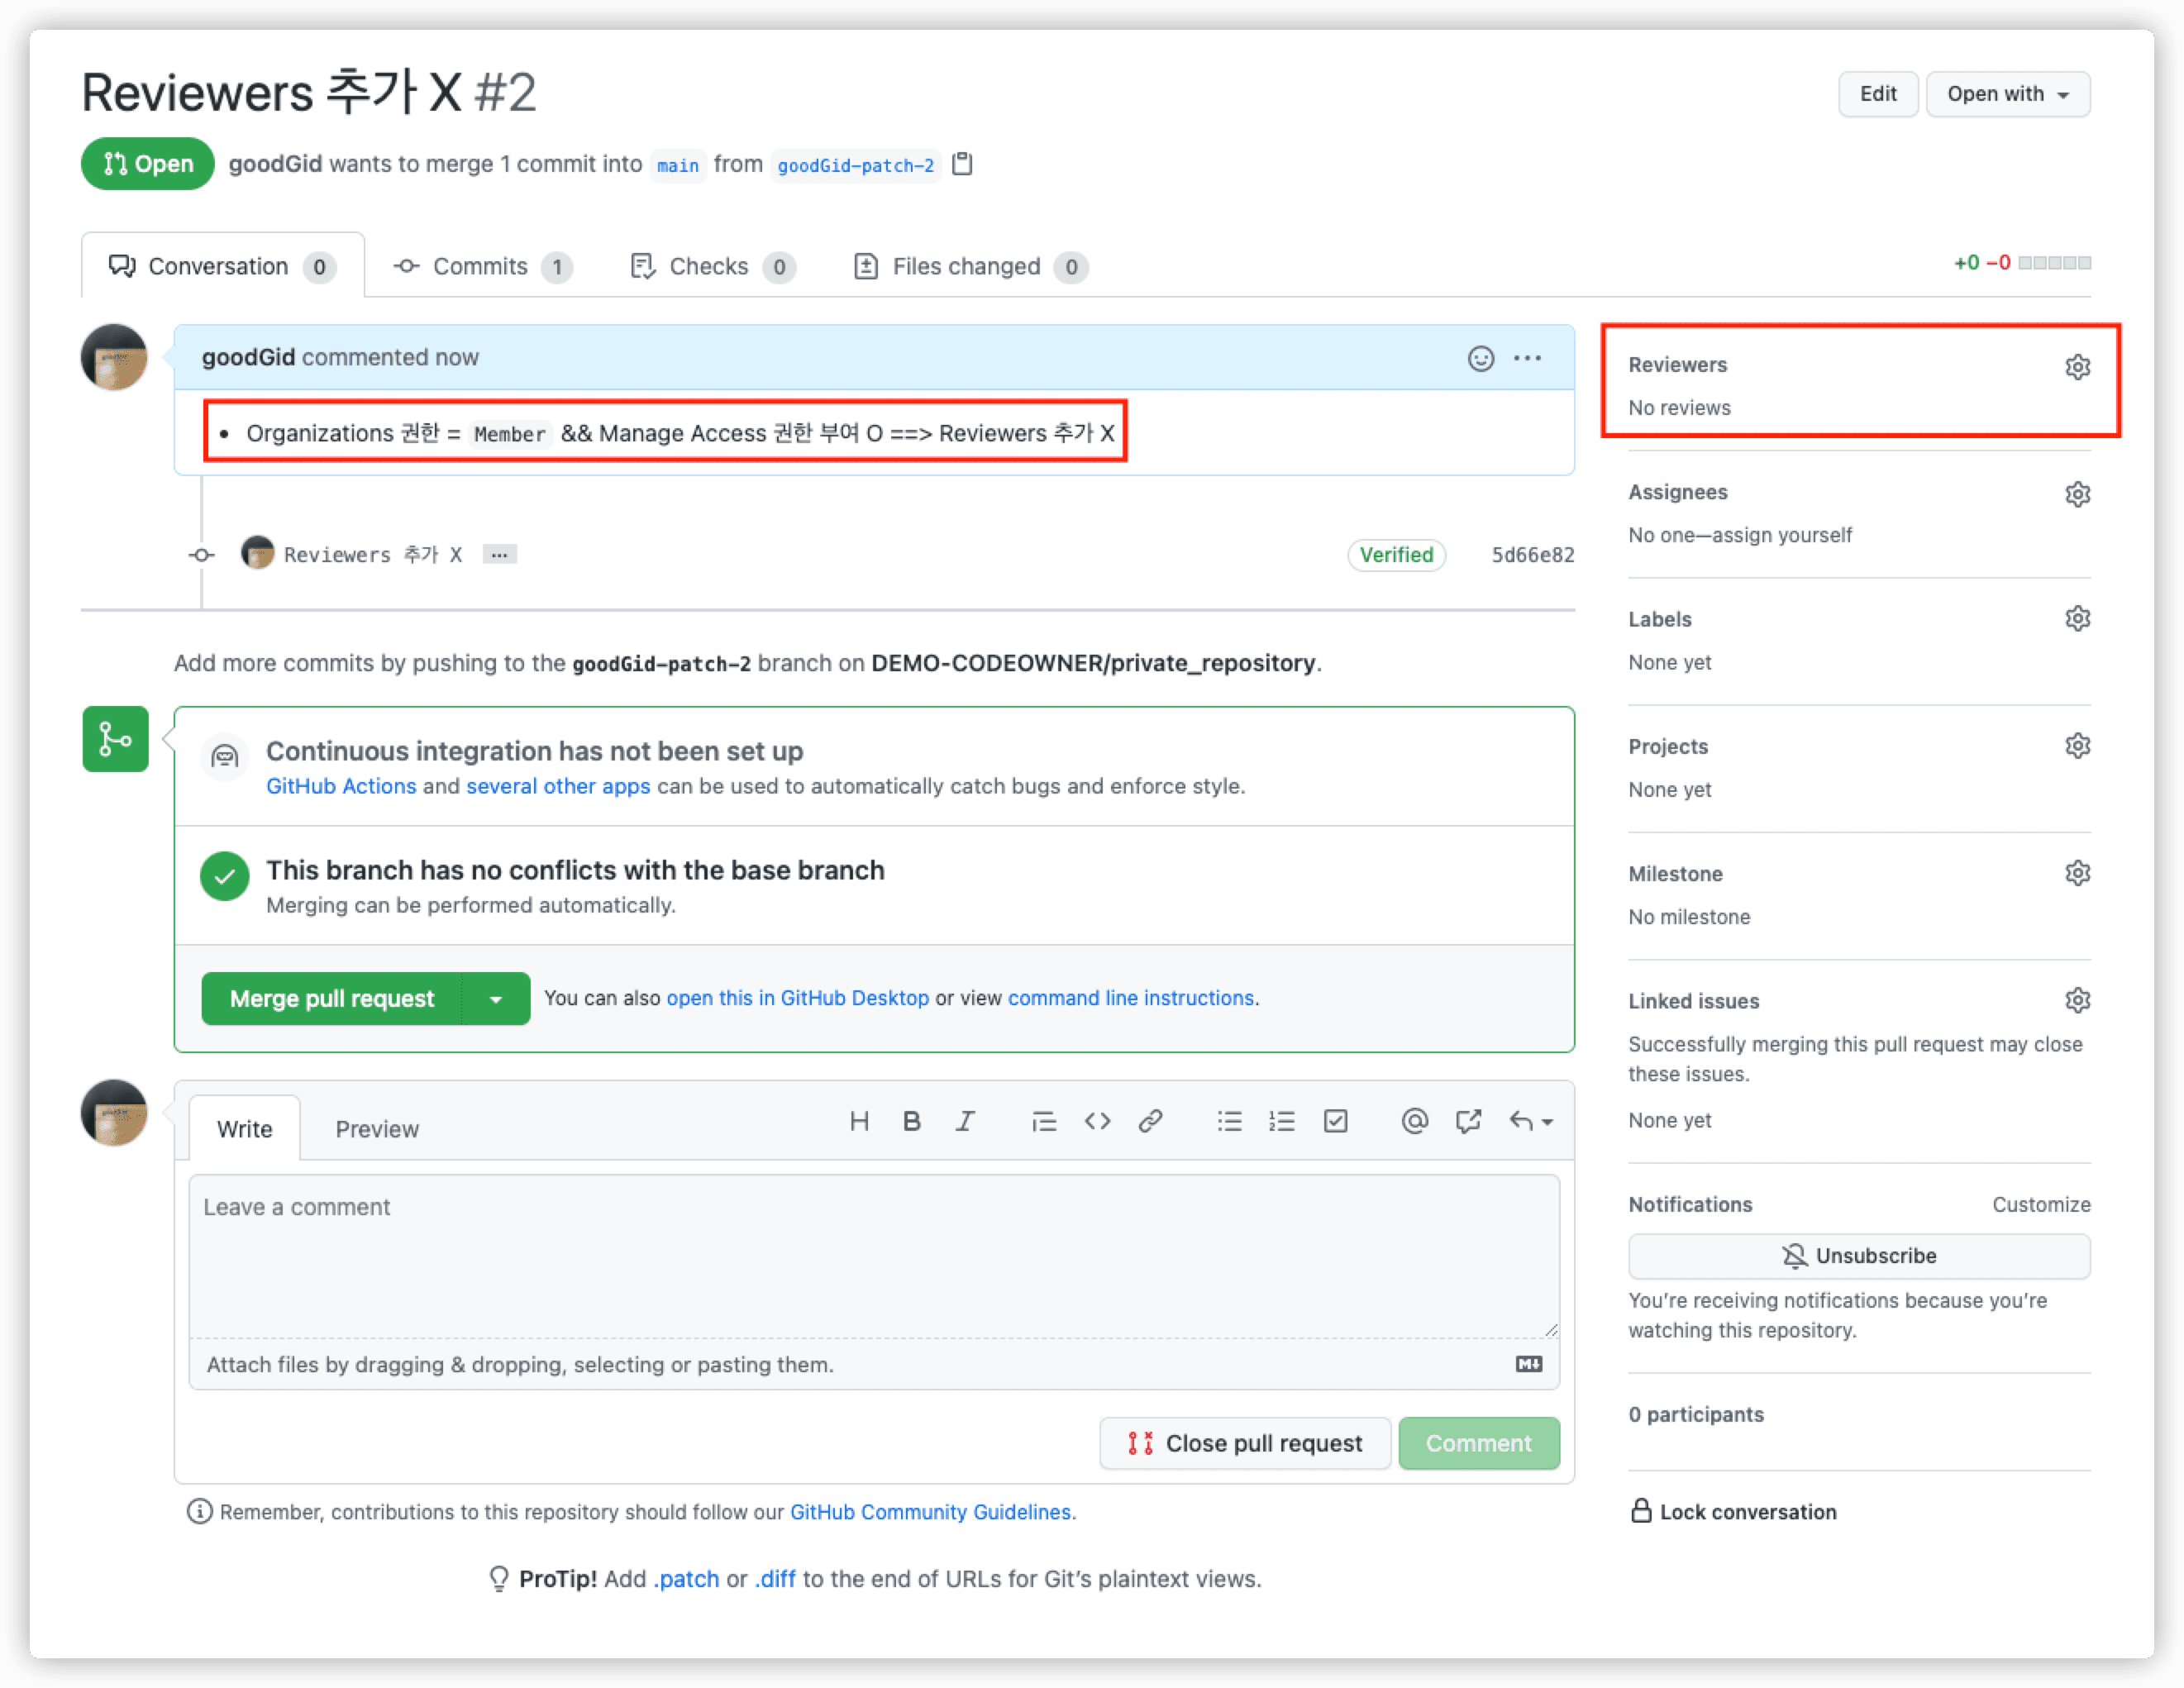 Reviewers 추가 X #2
Edit
Open with
Open
goodGid wants to merge 1 commit into main from goodGid-patch-2
Conversation 0
Commits 1
Checks 0
Files changed 0
+0 −0
goodGid commented now
• Organizations 권한 = Member && Manage Access 권한 부여 O ==> Reviewers 추가 X
Reviewers 추가 X ...
Verified
5d66e82
Add more commits by pushing to the goodGid-patch-2 branch on DEMO-CODEOWNER/private_repository.
Continuous integration has not been set up
GitHub Actions and several other apps can be used to automatically catch bugs and enforce style.
This branch has no conflicts with the base branch
Merging can be performed automatically.
Merge pull request
You can also open this in GitHub Desktop or view command line instructions.
Write
Preview
Leave a comment
Attach files by dragging & dropping, selecting or pasting them.
Close pull request
Comment
Remember, contributions to this repository should follow our GitHub Community Guidelines.
ProTip! Add .patch or .diff to the end of URLs for Git's plaintext views.
Reviewers
No reviews
Assignees
No one—assign yourself
Labels
None yet
Projects
None yet
Milestone
No milestone
Linked issues
Successfully merging this pull request may close
these issues.
None yet
Notifications
Customize
Unsubscribe
You're receiving notifications because you're
watching this repository.
0 participants
Lock conversation